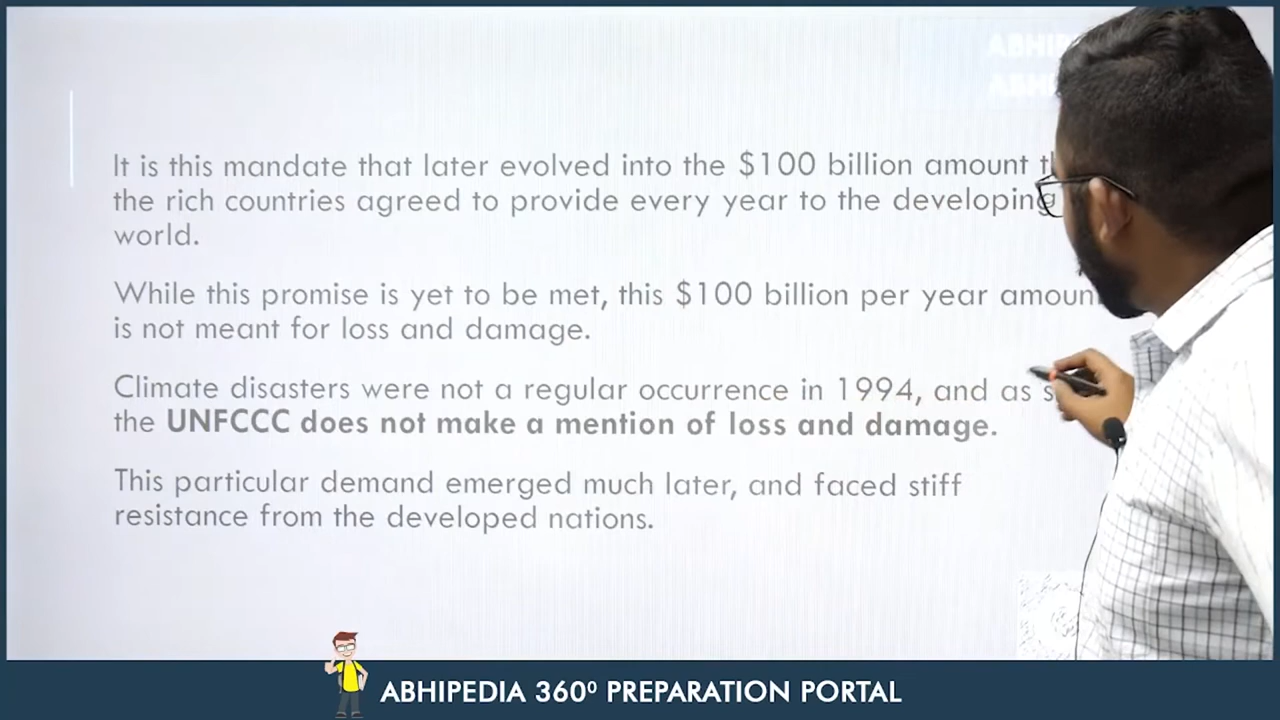 It is this mandate that later evolved into the $100 billion amount
the rich countries agreed to provide every year to the developing
world.
While this promise is yet to be met, this $100 billion per year amount
is not meant for loss and damage.
Climate disasters were not a regular occurrence in 1994, and as
the UNFCCC does not make a mention of loss and damage.
This particular demand emerged much later, and faced stiff
resistance from the developed nations.
ABHIPEDIA 360º PREPARATION PORTAL